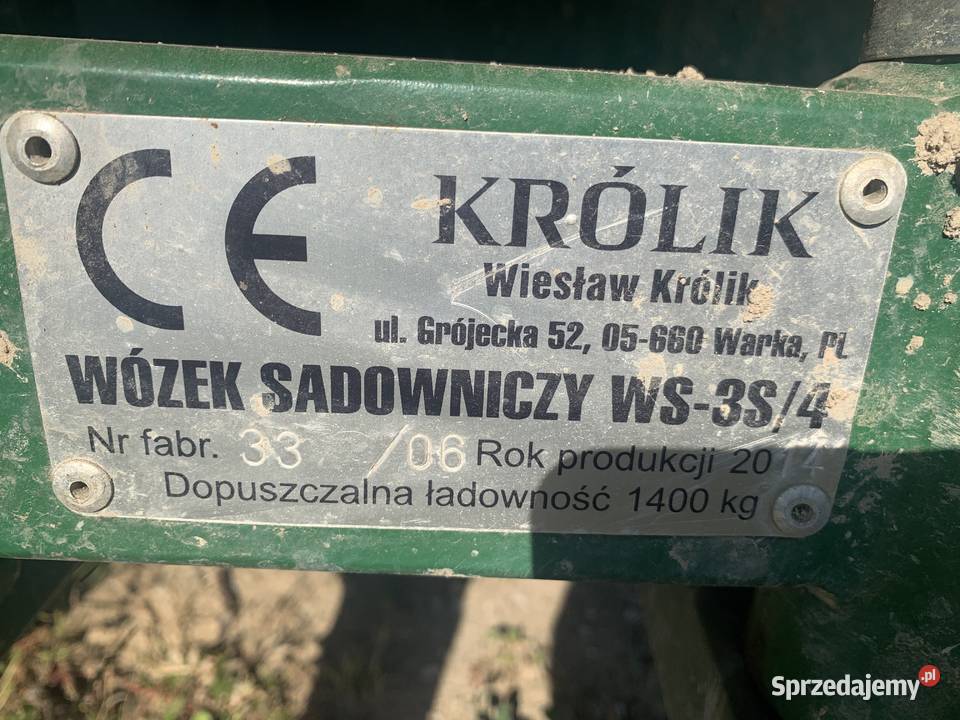 CE
KRÓLIK
Wiesław Królik
ul. Grójecka 52, 05-660 Warka, PL
WÓZEK SADOWNICZY WS-3S/4
Nr fabr. 33 /06 Rok produkcji 20
Dopuszczalna ładowność 1400 kg
Sprzedajemy.pl